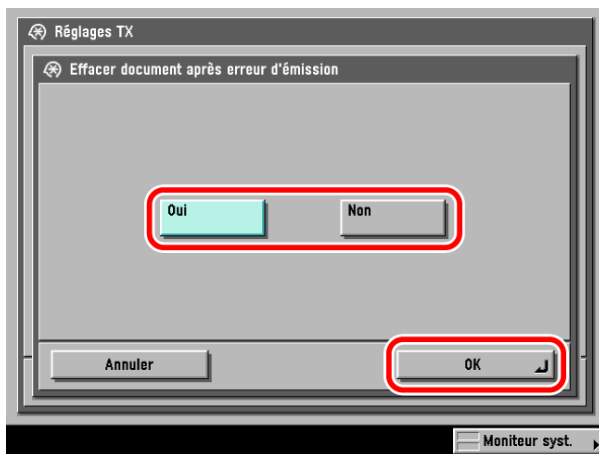 Réglages TX
Effacer document après erreur d'émission
Oui Non
Annuler OK
Moniteur syst.